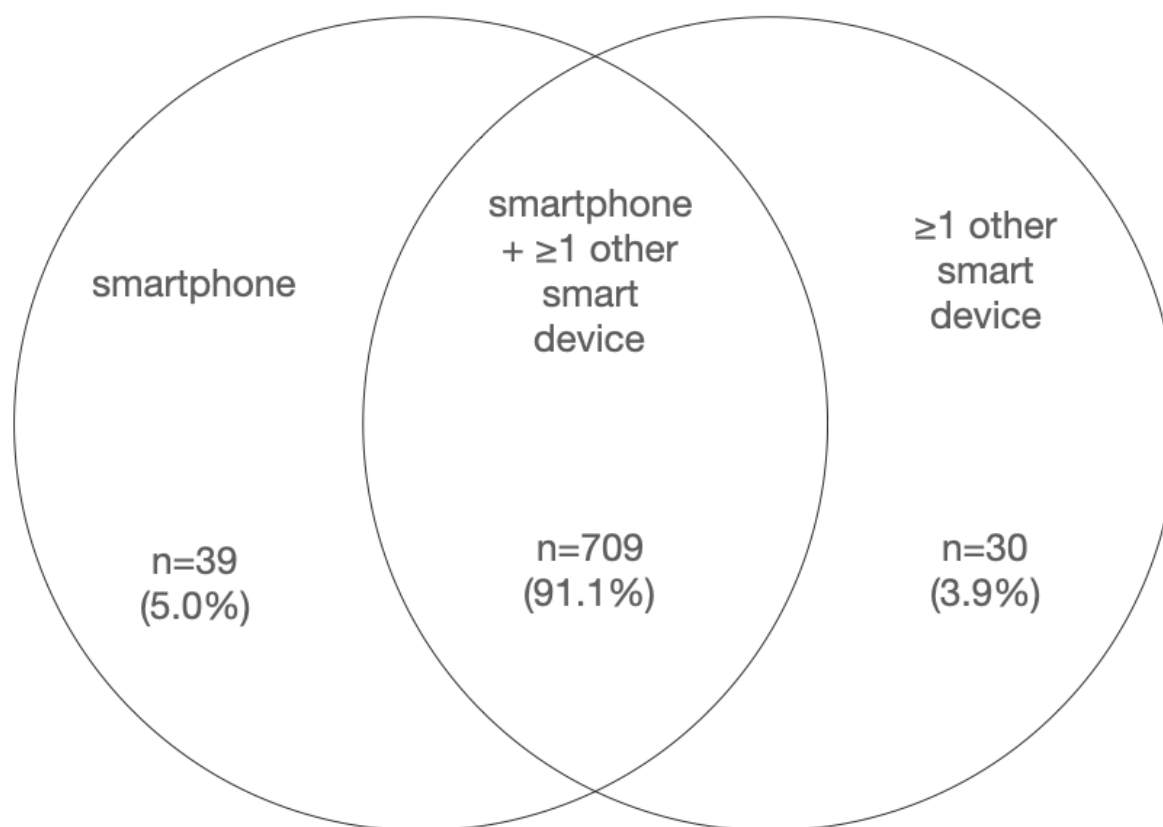 smartphone
n=39
(5.0%)
smartphone
+ ≥1 other
smart
device
n=709
(91.1%)
≥1 other
smart
device
n=30
(3.9%)